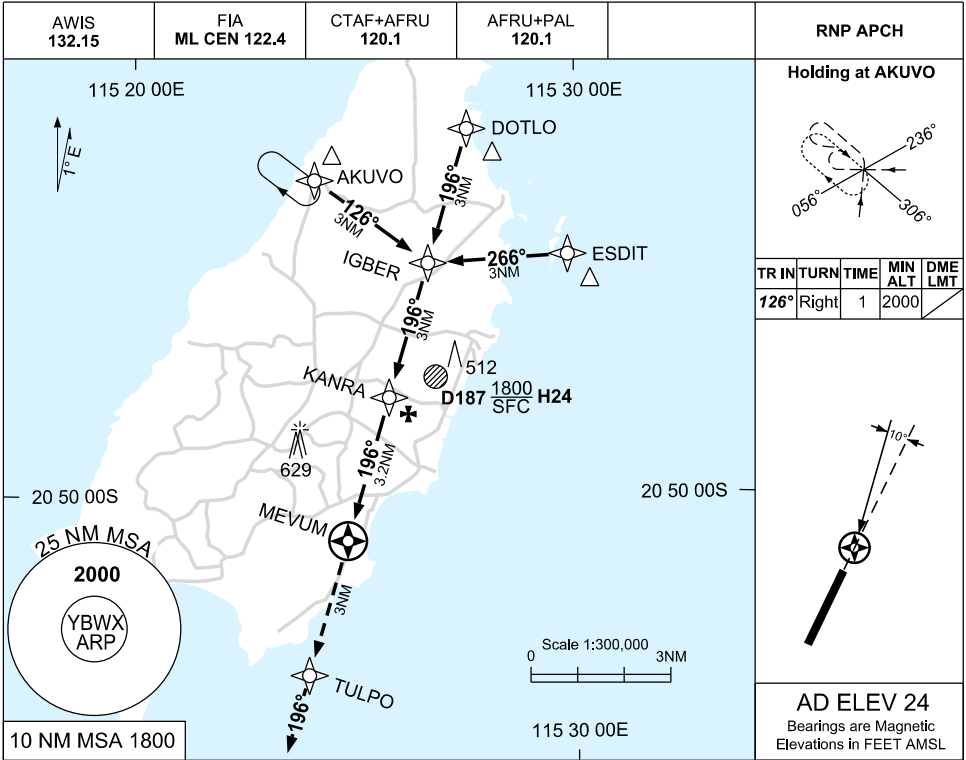 AWIS
132.15
FIA
ML CEN 122.4
CTAF+AFRU
120.1
AFRU+PAL
120.1
RNP APCH
115 20 00E
115 30 00E
1° E
DOTLO
AKUVO
196°
3NM
126°
3NM
IGBER
266°
3NM
ESDIT
196°
3NM
512
KANRA
D187 1800
SFC H24
629
196°
3.2NM
20 50 00S
20 50 00S
MEVUM
25 NM MSA
2000
YBWX
ARP
3NM
Scale 1:300,000
0 3NM
TULPO
196°
10 NM MSA 1800
115 30 00E
Holding at AKUVO
236°
056°
306°
TR IN TURN TIME MIN ALT DME LMT
126° Right 1 2000
10°
AD ELEV 24
Bearings are Magnetic
Elevations in FEET AMSL